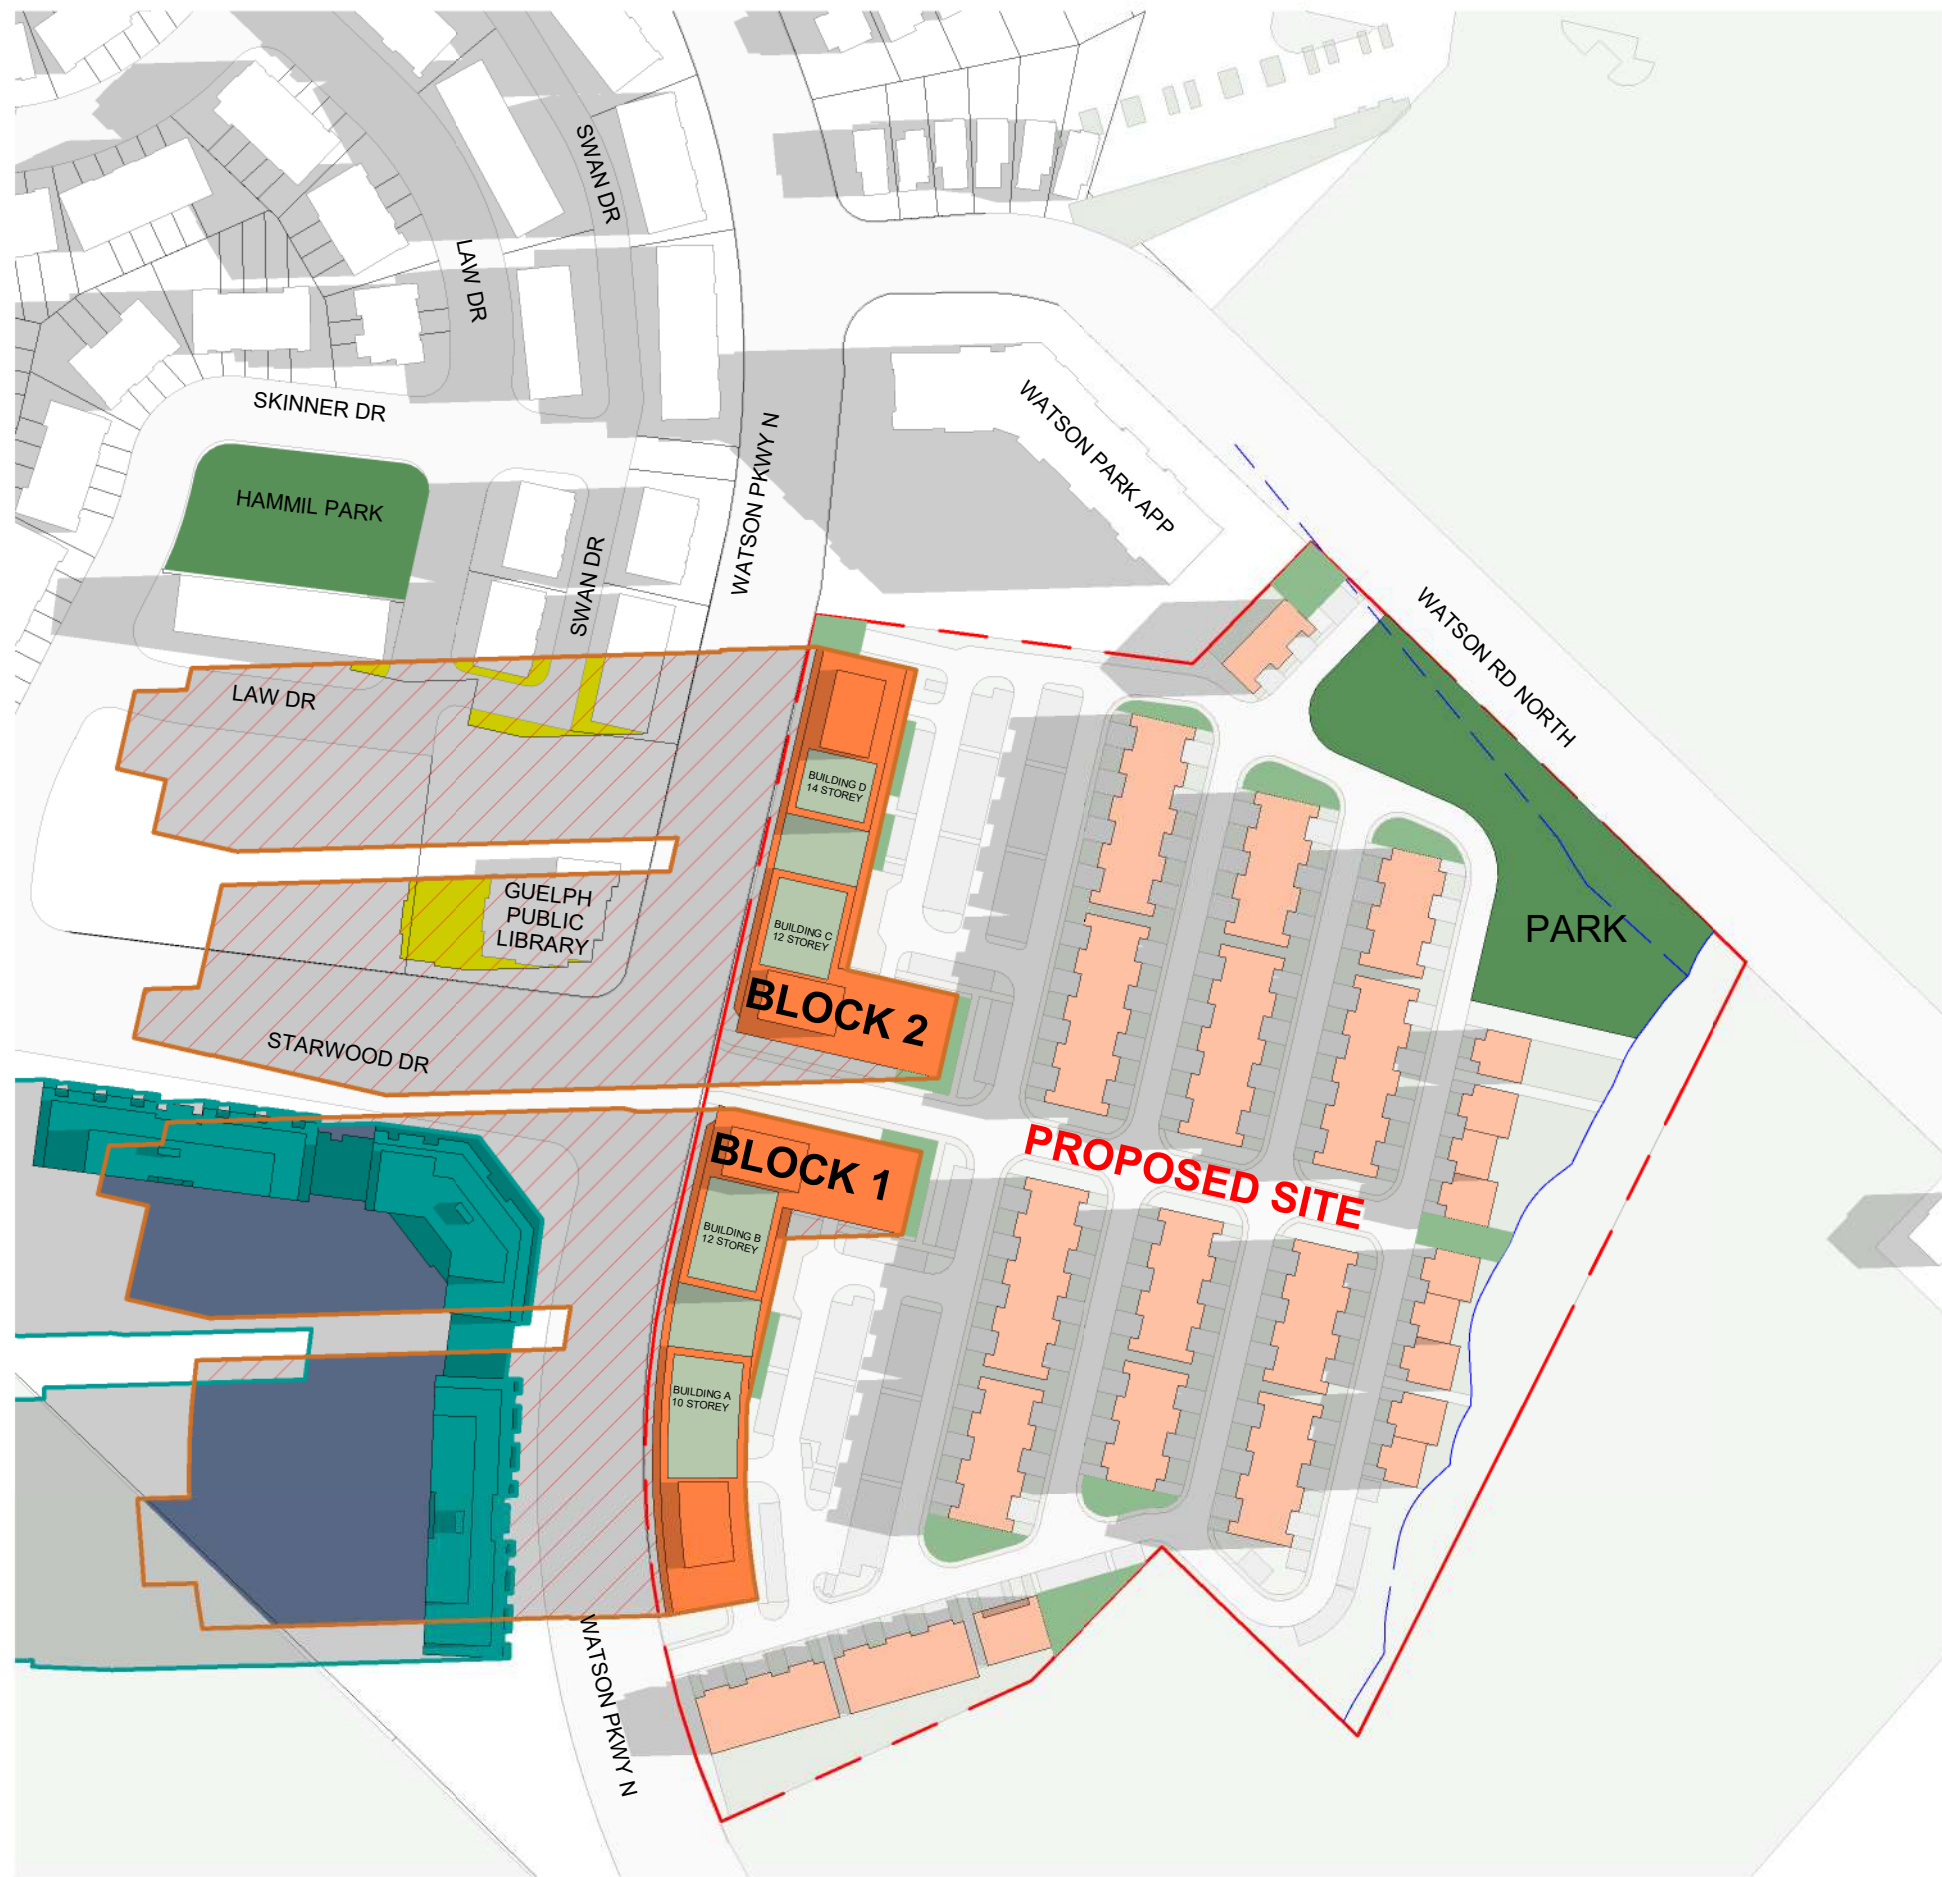 SWAN DR
LAW DR
SKINNER DR
WATSON PARK APP
WATSON PKWY N
HAMMIL PARK
SWAN DR
WATSON RD NORTH
LAW DR
BUILDING D
14 STOREY
GUELPH
PUBLIC
LIBRARY
BUILDING C
12 STOREY
PARK
BLOCK 2
STARWOOD DR
BLOCK 1
PROPOSED SITE
BUILDING B
12 STOREY
BUILDING A
10 STOREY
WATSON PKWY N